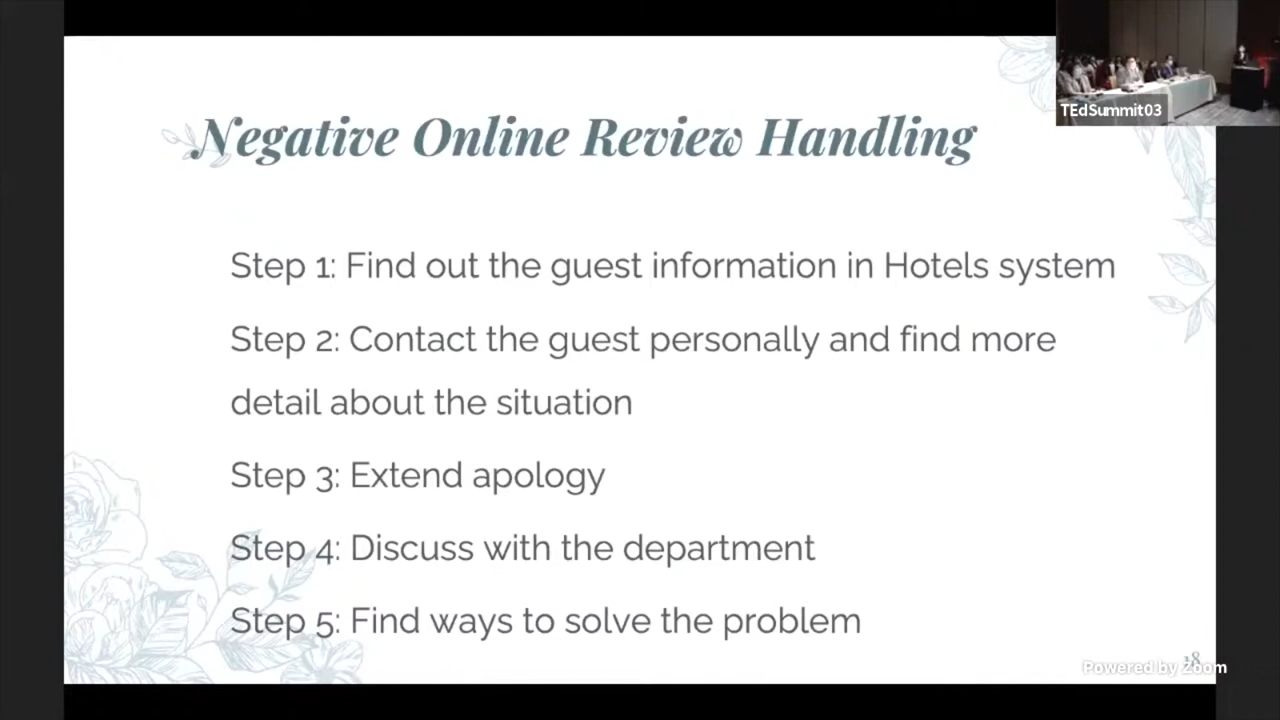 TEdSummit03
Negative Online Review Handling
Step 1: Find out the guest information in Hotels system
Step 2: Contact the guest personally and find more
detail about the situation
Step 3: Extend apology
Step 4: Discuss with the department
Step 5: Find ways to solve the problem
18
Powered by Zoom